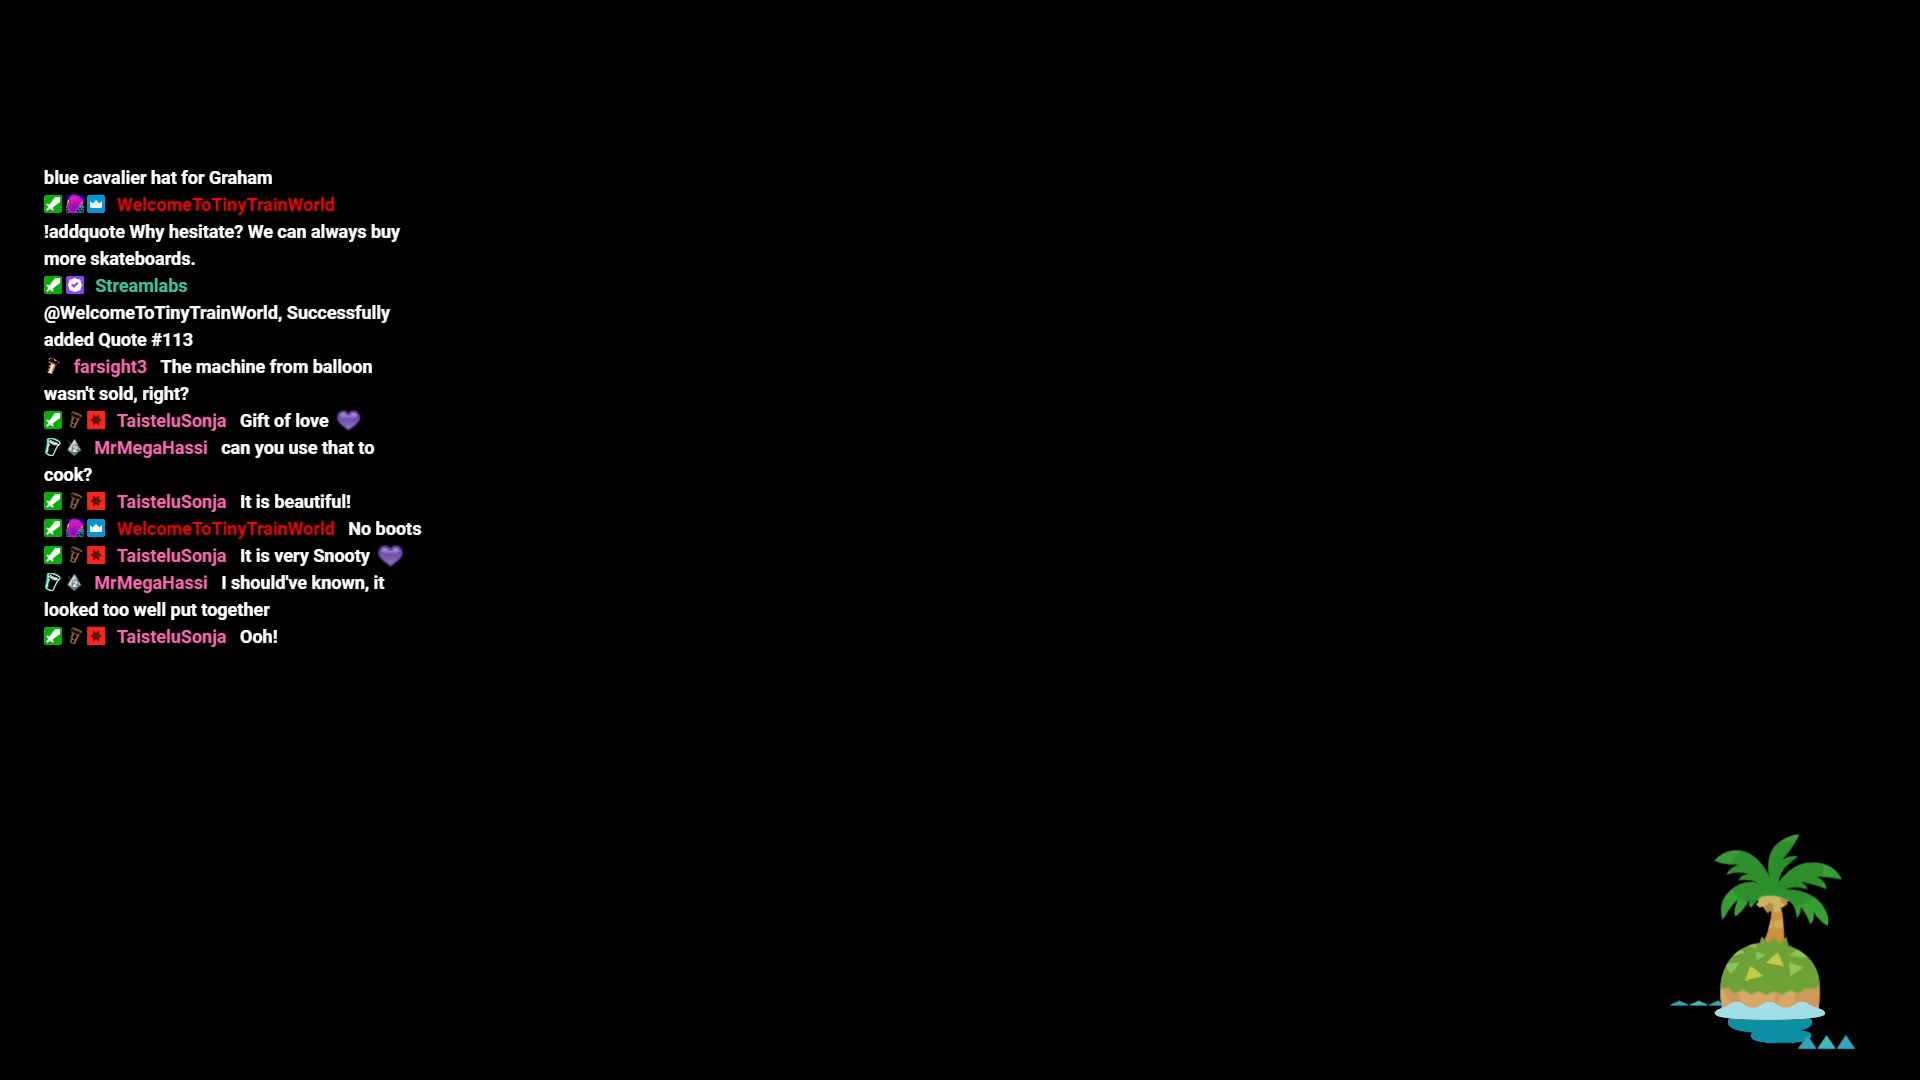 blue cavalier hat for Graham
WelcomeToTinyTrainWorld
!addquote Why hesitate? We can always buy
more skateboards.
Streamlabs
@WelcomeToTinyTrainWorld, Successfully
added Quote #113
farsight3 The machine from balloon
wasn't sold, right?
TaisteluSonja Gift of love
MrMegaHassi can you use that to
cook?
TaisteluSonja It is beautiful!
WelcomeToTinyTrainWorld No boots
TaisteluSonja It is very Snooty
MrMegaHassi I should've known, it
looked too well put together
TaisteluSonja Ooh!